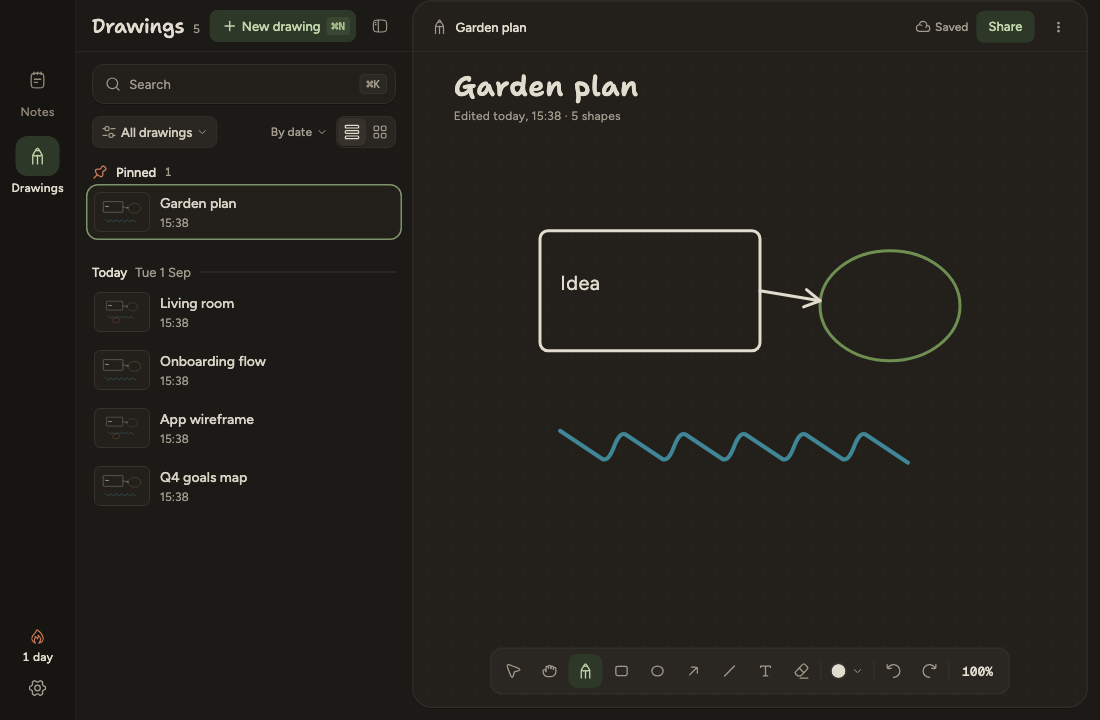 Drawings 5
New drawing ⌘N
Notes
Drawings
Search ⌘K
All drawings
By date
Pinned 1
Garden plan
15:38
Today Tue 1 Sep
Living room
15:38
Onboarding flow
15:38
App wireframe
15:38
Q4 goals map
15:38
1 day
Garden plan
Saved
Share
Garden plan
Edited today, 15:38 · 5 shapes
Idea
100%